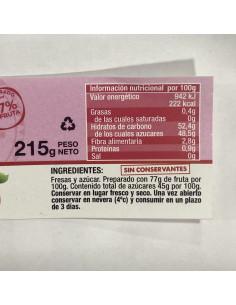 7%
FRUTA
215g PESO
NETO
Información nutricional por 100g
Valor energético 942 kJ
222 kcal
Grasas 0,4g
de las cuales saturadas 0g
Hidratos de carbono 52,4g
de los cuales azúcares 48,5g
Fibra alimentaria 2,8g
Proteínas 0,9g
Sal 0g
INGREDIENTES: SIN CONSERVANTES
Fresas y azúcar. Preparado con 77g de fruta por
100g. Contenido total de azúcares 45g por 100g.
Conservar en lugar fresco y seco. Una vez abierto
conservar en nevera (4ºc) y consumir en un plazo
de 3 días.